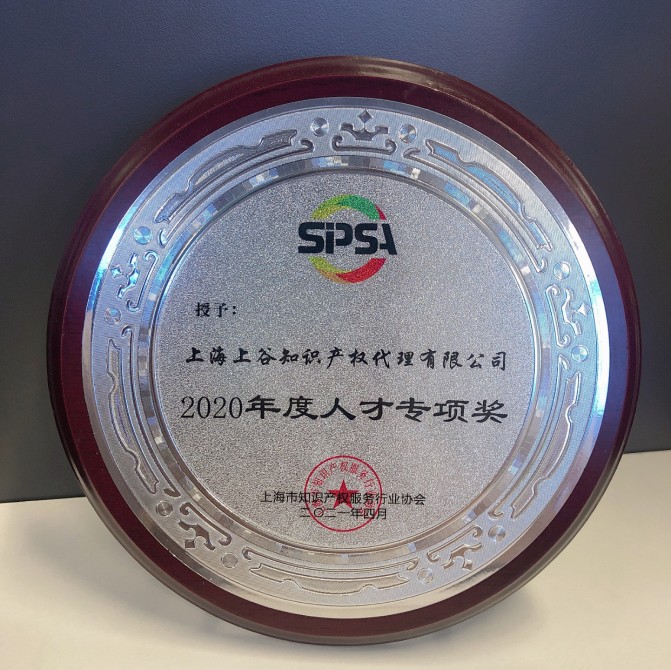 SIPSA
授予：
上海上谷知识产权代理有限公司
2020年度人才专项奖
上海市知识产权服务行业协会
二〇二一年四月